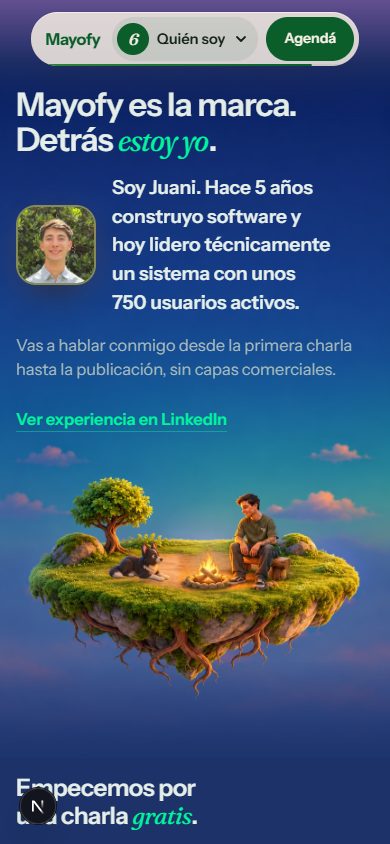 Mayofy
6
Quién soy
Agendá
Mayofy es la marca.
Detrás estoy yo.
Soy Juani. Hace 5 años
construyo software y
hoy lidero técnicamente
un sistema con unos
750 usuarios activos.
Vas a hablar conmigo desde la primera charla
hasta la publicación, sin capas comerciales.
Ver experiencia en LinkedIn
Empecemos por
N
una charla gratis.